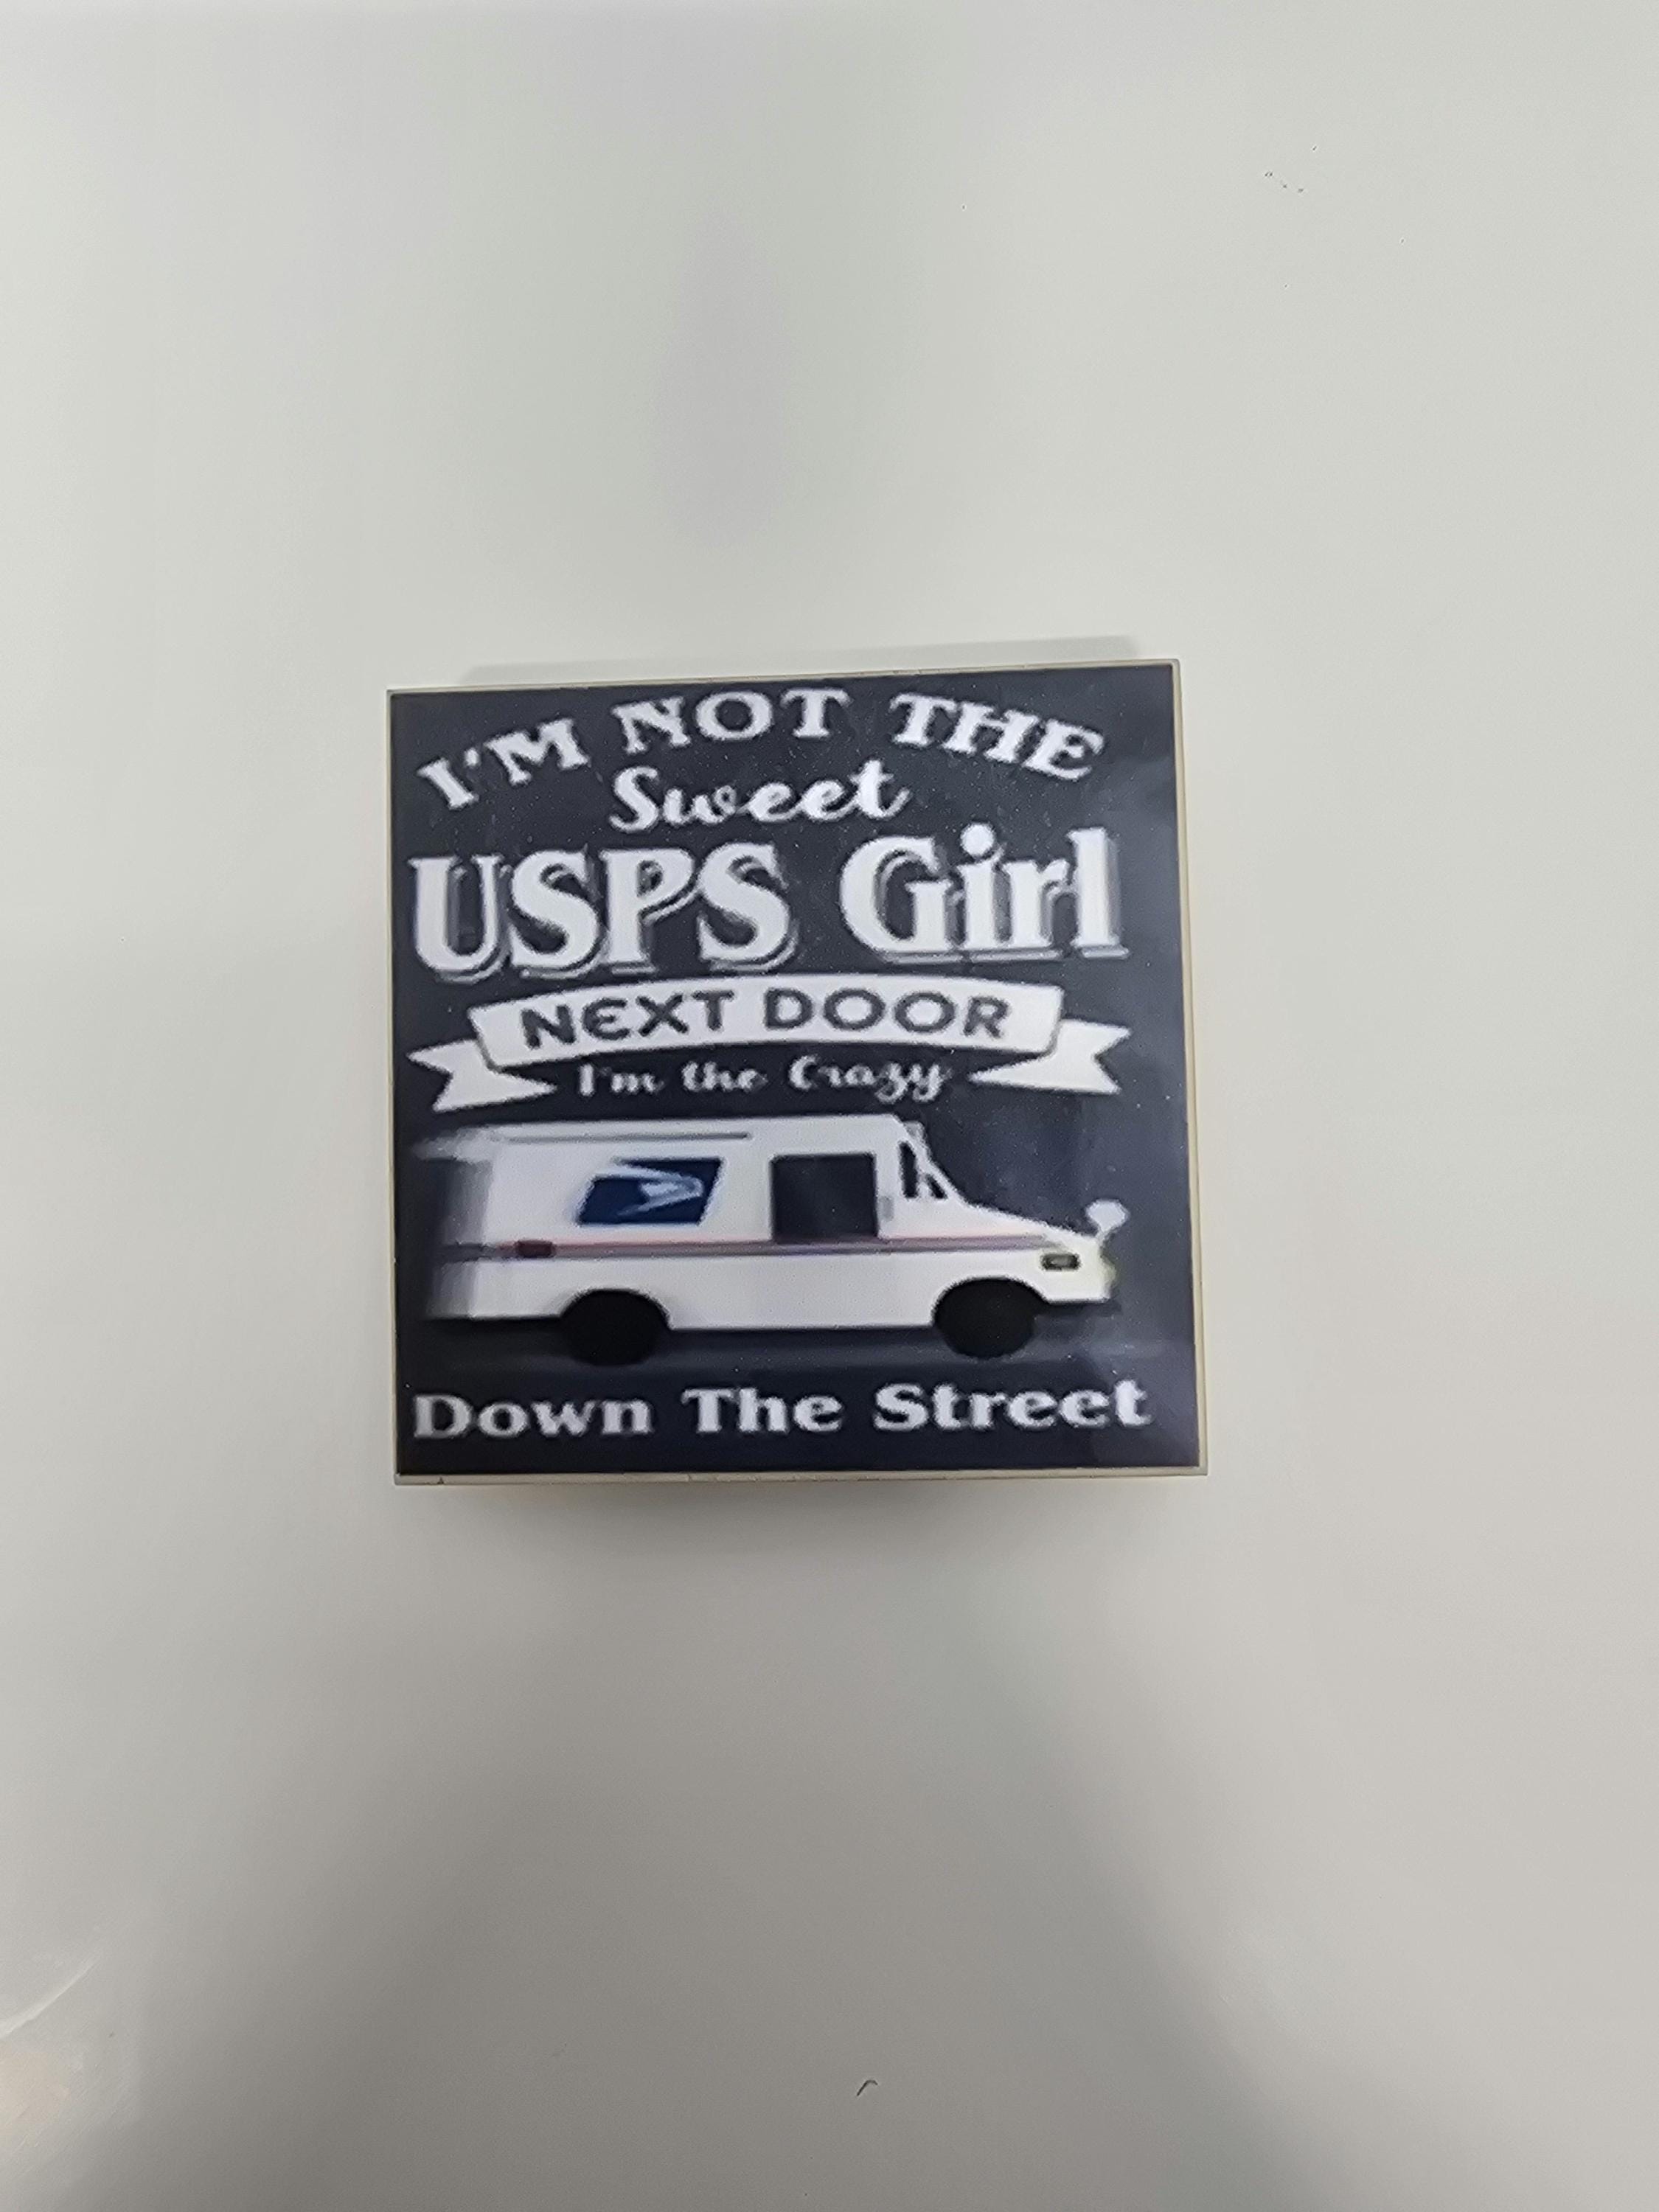 I'M NOT THE
Sweet
USPS Girl
NEXT DOOR
I'm the Crazy
Down The Street